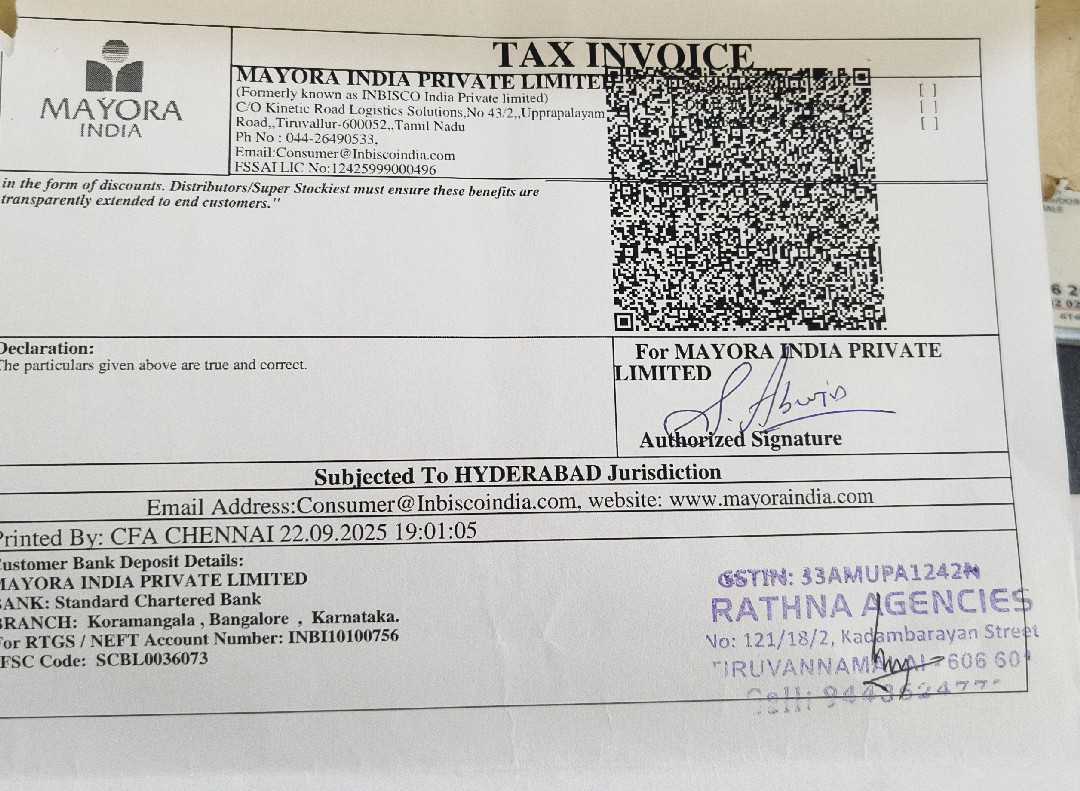 MAYORA
INDIA
TAX INVOICE
MAYORA INDIA PRIVATE LIMITE
(Formerly known as INBISCO India Private limited)
C/O Kinetic Road Logistics Solutions,No 43/2,,Upprapalayam
Road,,Tiruvallur-600052,,Tamil Nadu
Ph No : 044-26490533,
Email:Consumer@Inbiscoindia.com
FSSAI LIC No:12425999000496
[ ]
[ ]
[ ]
in the form of discounts. Distributors/Super Stockiest must ensure these benefits are
transparently extended to end customers."
Declaration:
The particulars given above are true and correct.
For MAYORA INDIA PRIVATE
LIMITED
Authorized Signature
Subjected To HYDERABAD Jurisdiction
Email Address:Consumer@Inbiscoindia.com, website: www.mayoraindia.com
Printed By: CFA CHENNAI 22.09.2025 19:01:05
Customer Bank Deposit Details:
MAYORA INDIA PRIVATE LIMITED
BANK: Standard Chartered Bank
BRANCH: Koramangala , Bangalore , Karnataka.
For RTGS / NEFT Account Number: INBI10100756
IFSC Code: SCBL0036073
GSTIN: 33AMUPA1242N
RATHNA AGENCIES
No: 121/18/2, Kadambarayan Street
606 601
Cell: